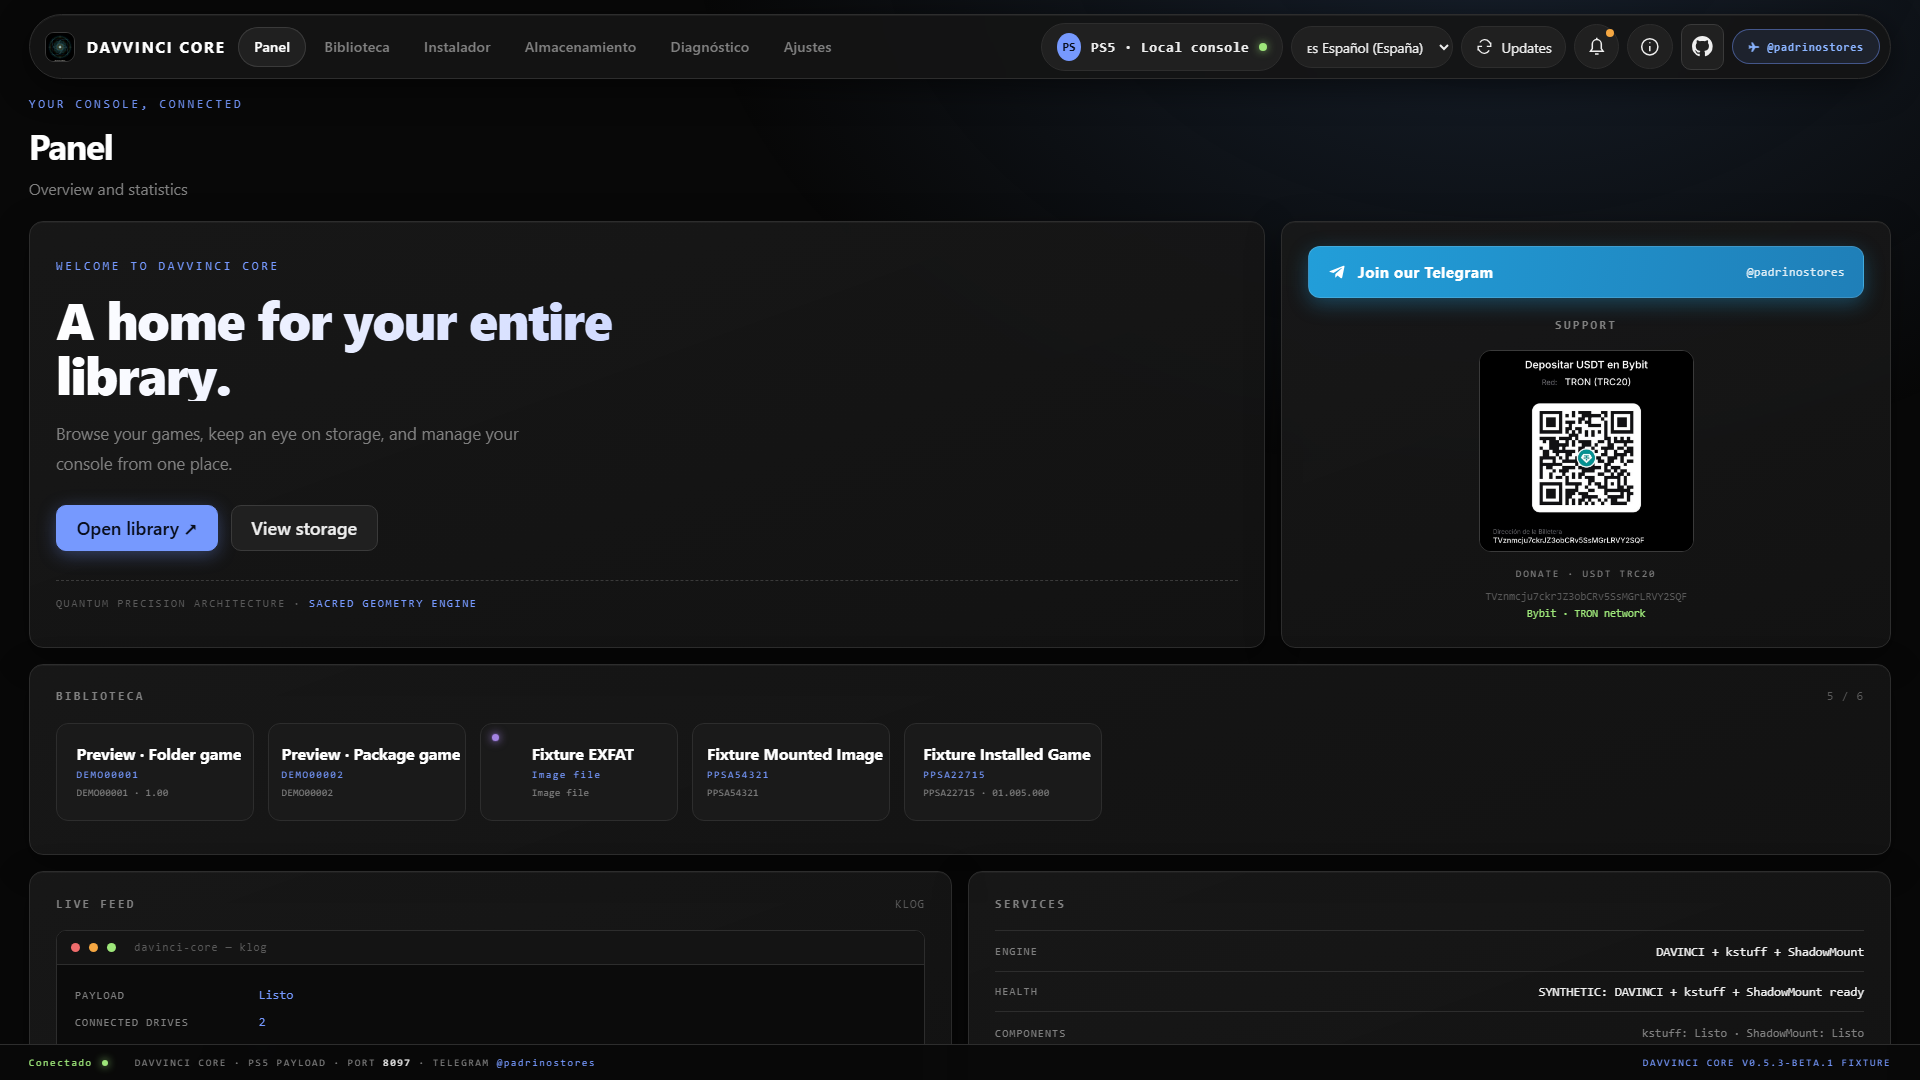 DAVVINCI CORE
Panel
Biblioteca
Instalador
Almacenamiento
Diagnóstico
Ajustes
PS PS5 · Local console
ES Español (España)
Updates
@padrinostores
YOUR CONSOLE, CONNECTED
Panel
Overview and statistics
WELCOME TO DAVVINCI CORE
A home for your entire
library.
Browse your games, keep an eye on storage, and manage your
console from one place.
Open library ↗
View storage
QUANTUM PRECISION ARCHITECTURE · SACRED GEOMETRY ENGINE
Join our Telegram
@padrinostores
SUPPORT
Depositar USDT en Bybit
Red: TRON (TRC20)
Dirección de la Billetera
TVznmcju7ckrJZ3obCRv5SsMGrLRVY2SQF
DONATE · USDT TRC20
TVznmcju7ckrJZ3obCRv5SsMGrLRVY2SQF
Bybit · TRON network
BIBLIOTECA
5 / 6
Preview · Folder game
DEMO00001
DEMO00001 · 1.00
Preview · Package game
DEMO00002
DEMO00002
Fixture EXFAT
Image file
Image file
Fixture Mounted Image
PPSA54321
PPSA54321
Fixture Installed Game
PPSA22715
PPSA22715 · 01.005.000
LIVE FEED
KLOG
davinci-core — klog
PAYLOAD Listo
CONNECTED DRIVES 2
SERVICES
ENGINE DAVINCI + kstuff + ShadowMount
HEALTH SYNTHETIC: DAVINCI + kstuff + ShadowMount ready
COMPONENTS kstuff: Listo · ShadowMount: Listo
Conectado
DAVVINCI CORE · PS5 PAYLOAD · PORT 8097 · TELEGRAM @padrinostores
DAVVINCI CORE V0.5.3-BETA.1 FIXTURE